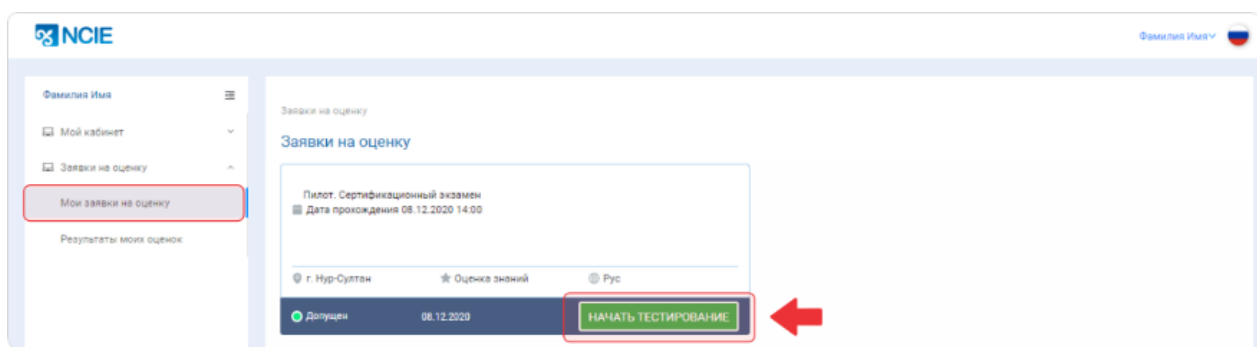 NCIE
Фамилия Имя
Фамилия Имя
Мой кабинет
Заявки на оценку
Мои заявки на оценку
Результаты моих оценок
Заявки на оценку
Заявки на оценку
Пилот. Сертификационный экзамен
Дата прохождения 08.12.2020 14:00
г. Нур-Султан Оценка знаний Рус
Допущен 08.12.2020 НАЧАТЬ ТЕСТИРОВАНИЕ